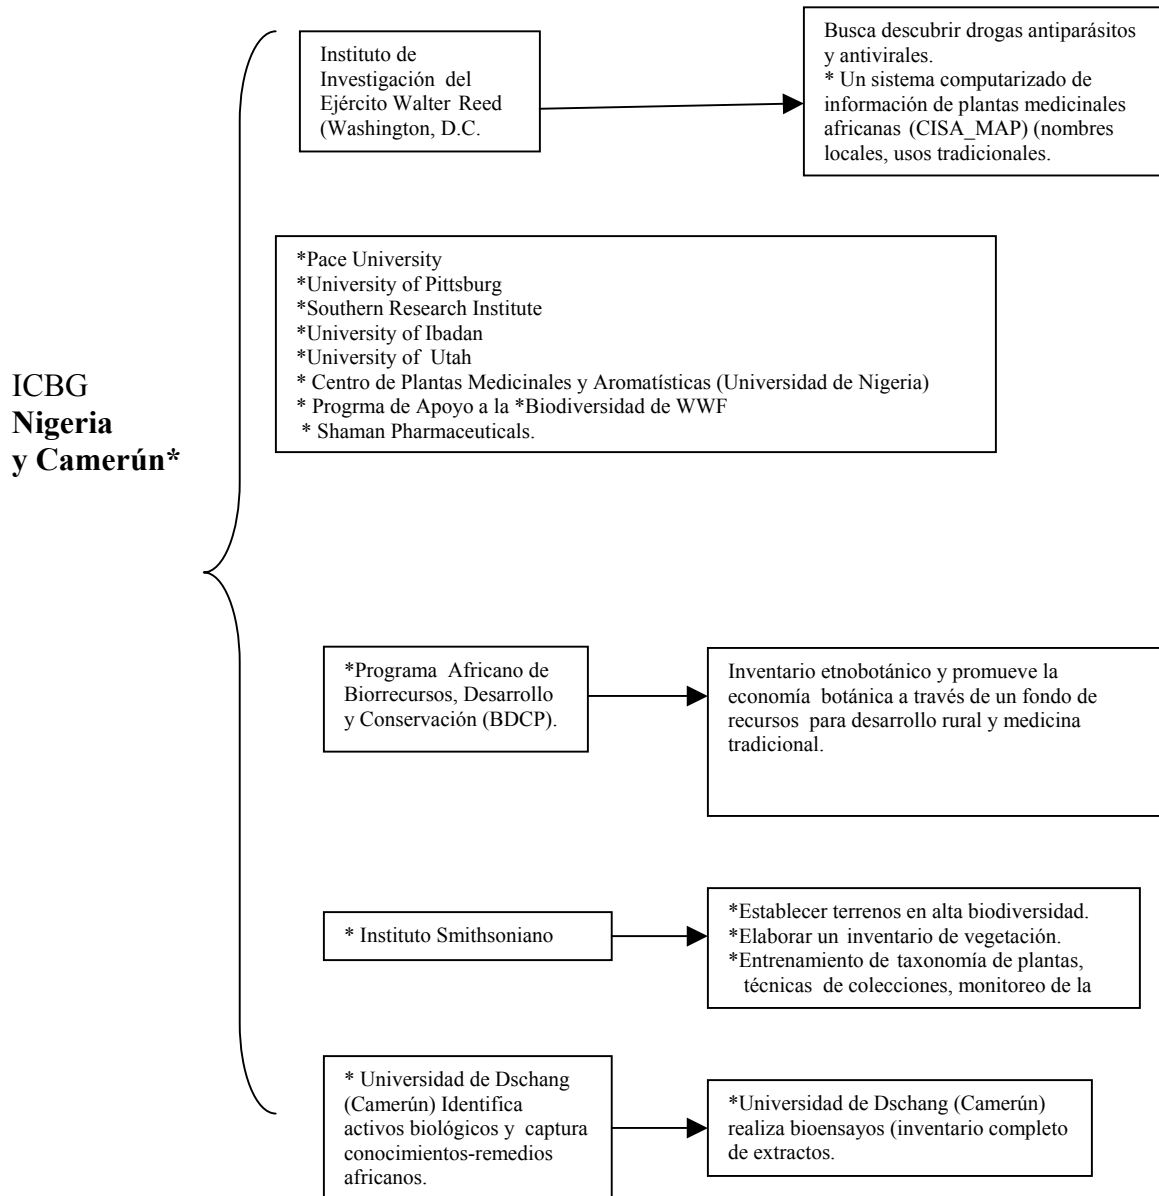 Instituto de
Investigación del
Ejército Walter Reed
(Washington, D.C.
Busca descubrir drogas antiparásitos
y antivirales.
* Un sistema computarizado de
información de plantas medicinales
africanas (CISA_MAP) (nombres
locales, usos tradicionales.
*Pace University
*University of Pittsburg
*Southern Research Institute
*University of Ibadan
*University of Utah
* Centro de Plantas Medicinales y Aromatísticas (Universidad de Nigeria)
* Progrma de Apoyo a la *Biodiversidad de WWF
* Shaman Pharmaceuticals.
ICBG
Nigeria
y Camerún*
*Programa Africano de
Biorrecursos, Desarrollo
y Conservación (BDCP).
Inventario etnobotánico y promueve la
economía botánica a través de un fondo de
recursos para desarrollo rural y medicina
tradicional.
* Instituto Smithsoniano
*Establecer terrenos en alta biodiversidad.
*Elaborar un inventario de vegetación.
*Entrenamiento de taxonomía de plantas,
técnicas de colecciones, monitoreo de la
* Universidad de Dschang
(Camerún) Identifica
activos biológicos y captura
conocimientos-remedios
africanos.
*Universidad de Dschang (Camerún)
realiza bioensayos (inventario completo
de extractos.